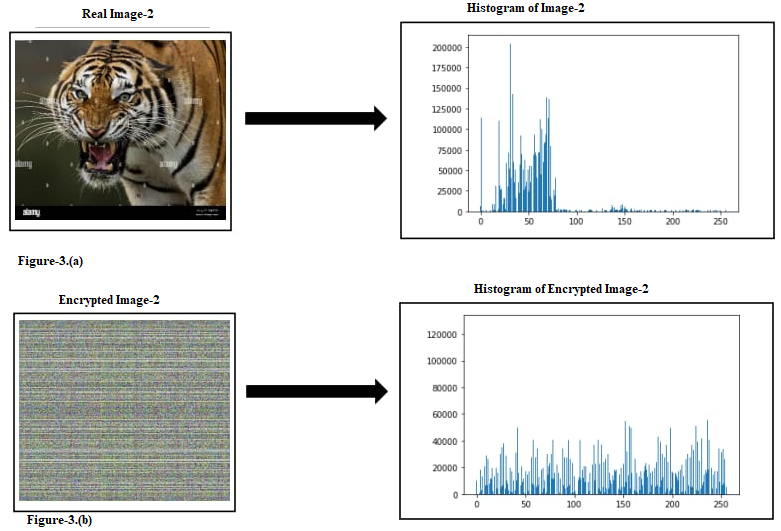 Real Image-2
Histogram of Image-2
alamy
alamy
alamy
alamy
alamy
200000
175000
150000
125000
100000
75000
50000
25000
0
0 50 100 150 200 250
Figure-3.(a)
Encrypted Image-2
Histogram of Encrypted Image-2
120000
100000
80000
60000
40000
20000
0
0 50 100 150 200 250
Figure-3.(b)